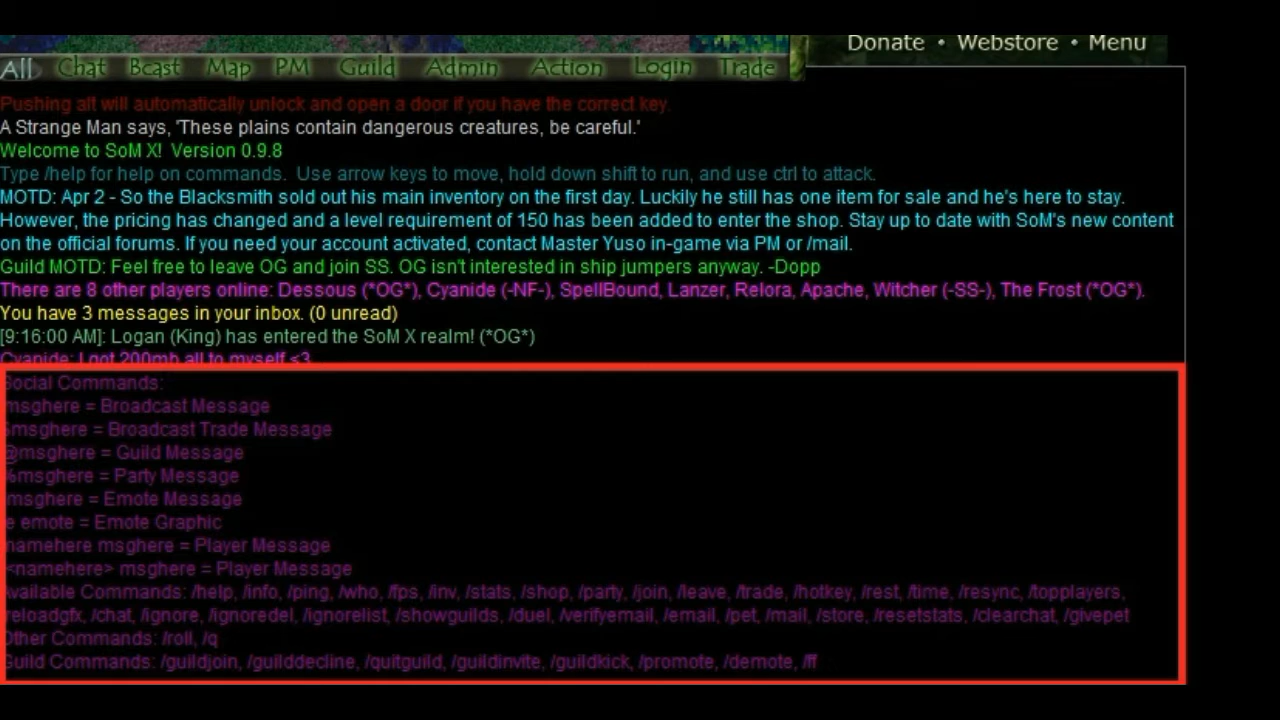 Donate • Webstore • Menu
All Chat Bcast Map PM Guild Admin Action Login Trade
Pushing alt will automatically unlock and open a door if you have the correct key.
A Strange Man says, 'These plains contain dangerous creatures, be careful.'
Welcome to SoM X! Version 0.9.8
Type /help for help on commands. Use arrow keys to move, hold down shift to run, and use ctrl to attack.
MOTD: Apr 2 - So the Blacksmith sold out his main inventory on the first day. Luckily he still has one item for sale and he's here to stay.
However, the pricing has changed and a level requirement of 150 has been added to enter the shop. Stay up to date with SoM's new content
on the official forums. If you need your account activated, contact Master Yuso in-game via PM or /mail.
Guild MOTD: Feel free to leave OG and join SS. OG isn't interested in ship jumpers anyway. -Dopp
There are 8 other players online: Dessous (*OG*), Cyanide (-NF-), SpellBound, Lanzer, Relora, Apache, Witcher (-SS-), The Frost (*OG*).
You have 3 messages in your inbox. (0 unread)
[9:16:00 AM]: Logan (King) has entered the SoM X realm! (*OG*)
Cyanide: I got 200mb all to myself <3
Social Commands:
msghere = Broadcast Message
$msghere = Broadcast Trade Message
@msghere = Guild Message
%msghere = Party Message
msghere = Emote Message
e emote = Emote Graphic
namehere msghere = Player Message
<namehere> msghere = Player Message
Available Commands: /help, /info, /ping, /who, /fps, /inv, /stats, /shop, /party, /join, /leave, /trade, /hotkey, /rest, /time, /resync, /topplayers,
reloadgfx, /chat, /ignore, /ignoredel, /ignorelist, /showguilds, /duel, /verifyemail, /email, /pet, /mail, /store, /resetstats, /clearchat, /givepet
Other Commands: /roll, /q
Guild Commands: /guildjoin, /guilddecline, /quitguild, /guildinvite, /guildkick, /promote, /demote, /ff